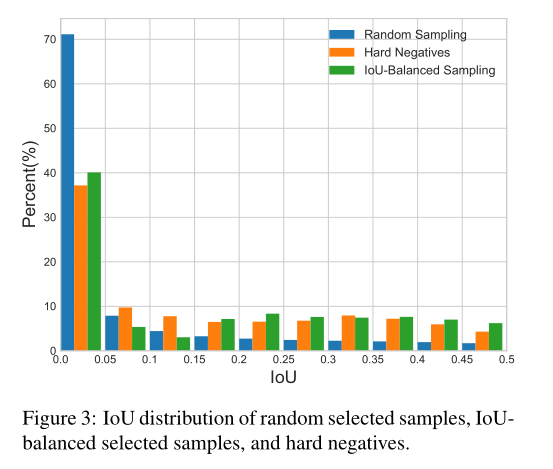 70
60
50
40
30
20
10
0
Percent(%)
Random Sampling
Hard Negatives
IoU-Balanced Sampling
0.0 0.05 0.1 0.15 0.2 0.25 0.3 0.35 0.4 0.45 0.5
IoU
Figure 3: IoU distribution of random selected samples, IoU-
balanced selected samples, and hard negatives.